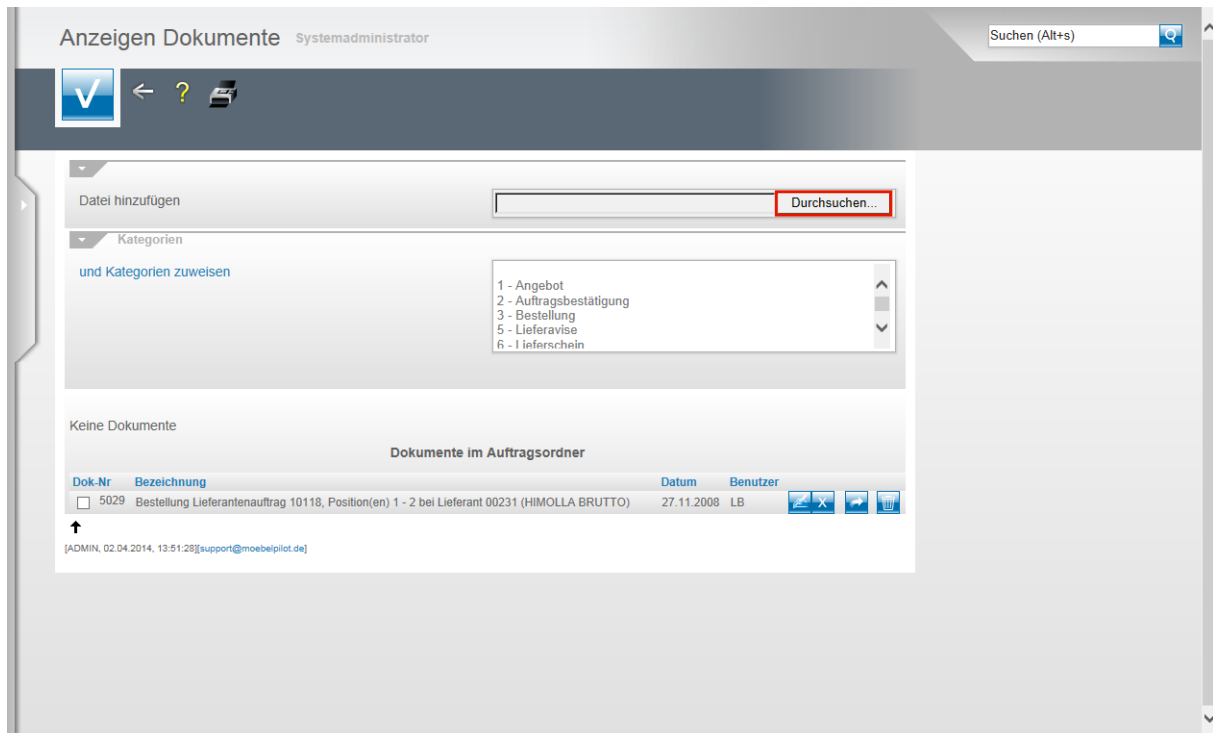 Anzeigen Dokumente Systemadministrator
Suchen (Alt+s)
?
Datei hinzufügen
Durchsuchen...
Kategorien
und Kategorien zuweisen
1 - Angebot
2 - Auftragsbestätigung
3 - Bestellung
5 - Lieferavise
6 - Lieferschein
Keine Dokumente
Dokumente im Auftragsordner
Dok-Nr Bezeichnung Datum Benutzer
5029 Bestellung Lieferantenauftrag 10118, Position(en) 1 - 2 bei Lieferant 00231 (HIMOLLA BRUTTO) 27.11.2008 LB X
[ADMIN, 02.04.2014, 13:51:28][support@moebelpilot.de]